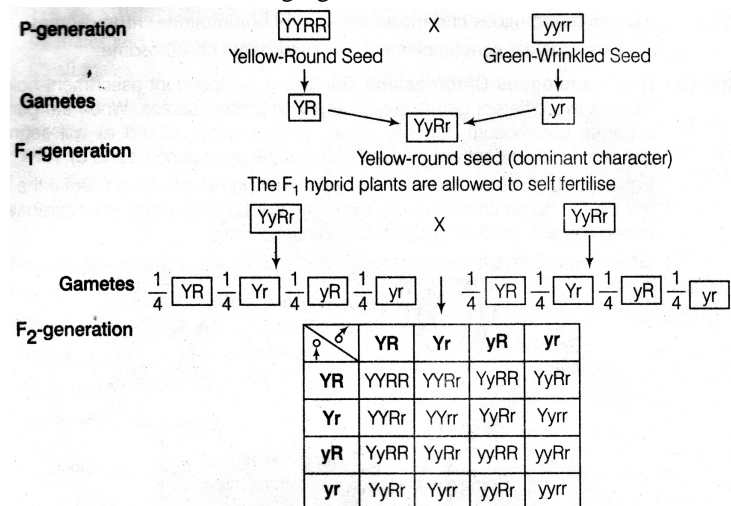 P-generation YYRR X yyrr
Yellow-Round Seed Green-Wrinkled Seed
Gametes YR yr
YyRr
F1-generation Yellow-round seed (dominant character)
The F1 hybrid plants are allowed to self fertilise
YyRr X YyRr
Gametes 1/4 YR 1/4 Yr 1/4 yR 1/4 yr 1/4 YR 1/4 Yr 1/4 yR 1/4 yr
F2-generation
♀ ♂ YR Yr yR yr
YR YYRR YYRr YyRR YyRr
Yr YYRr YYrr YyRr Yyrr
yR YyRR YyRr yyRR yyRr
yr YyRr Yyrr yyRr yyrr